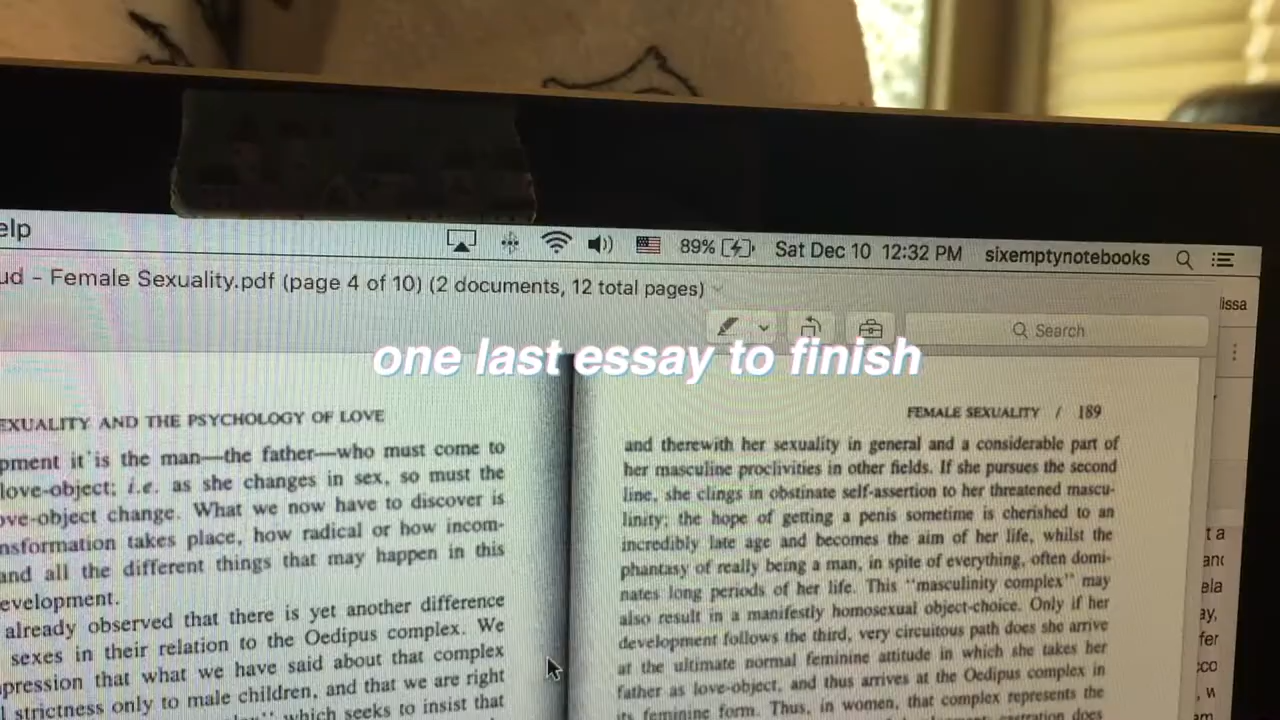 elp
89%
Sat Dec 10 12:32 PM
sixemptynotebooks
ud – Female Sexuality.pdf (page 4 of 10) (2 documents, 12 total pages)
issa
Search
one last essay to finish
EXUALITY AND THE PSYCHOLOGY OF LOVE
pment it is the man—the father—who must come to
love-object; i.e. as she changes in sex, so must the
ove-object change. What we now have to discover is
nsformation takes place, how radical or how incom-
and all the different things that may happen in this
evelopment.
already observed that there is yet another difference
sexes in their relation to the Oedipus complex. We
pression that what we have said about that complex
l strictness only to male children, and that we are right
which seeks to insist that
FEMALE SEXUALITY / 189
and therewith her sexuality in general and a considerable part of
her masculine proclivities in other fields. If she pursues the second
line, she clings in obstinate self-assertion to her threatened mascu-
linity; the hope of getting a penis sometime is cherished to an
incredibly late age and becomes the aim of her life, whilst the
phantasy of really being a man, in spite of everything, often domi-
nates long periods of her life. This "masculinity complex" may
also result in a manifestly homosexual object-choice. Only if her
development follows the third, very circuitous path does she arrive
at the ultimate normal feminine attitude in which she takes her
father as love-object, and thus arrives at the Oedipus complex in
its feminine form. Thus, in women, that complex represents the
castration does
t a
and
ela
ay,
fer
cco
, w